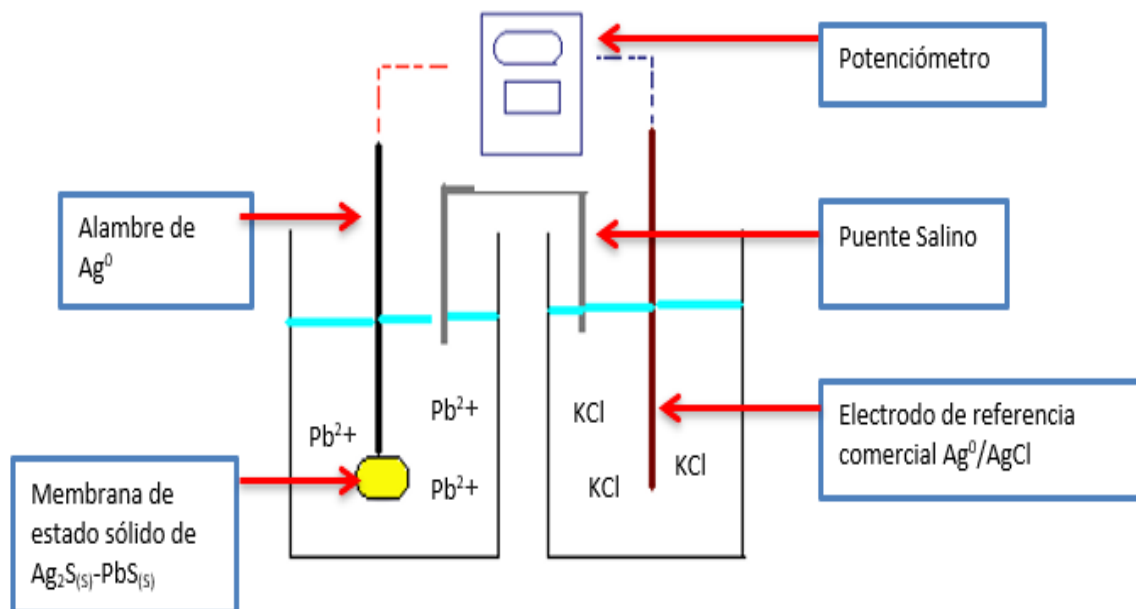 Potenciómetro
Alambre de
Ag⁰
Puente Salino
Pb²+
Pb²+
Pb²+
KCl
KCl
KCl
Electrodo de referencia
comercial Ag⁰/AgCl
Membrana de
estado sólido de
Ag₂S₍ₛ₎-PbS₍ₛ₎